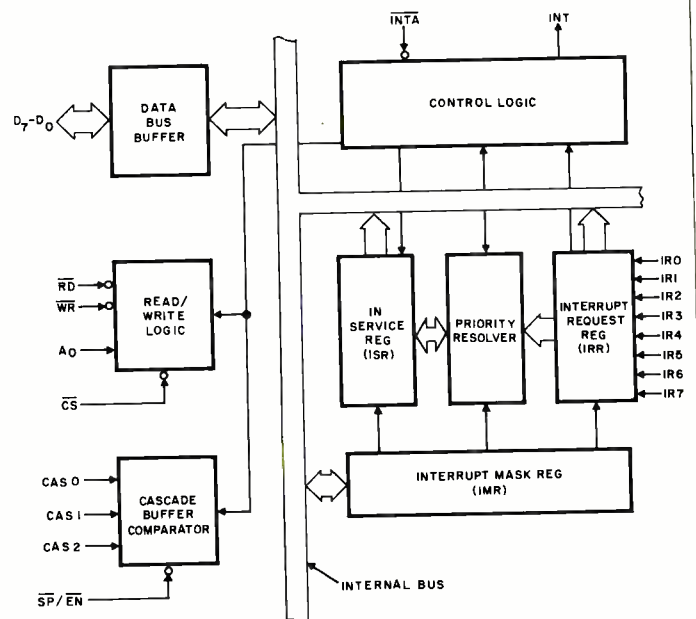 INTA
INT
CONTROL LOGIC
DATA
BUS
BUFFER
D7-D0
RD
WR
A0
CS
READ/
WRITE
LOGIC
IN
SERVICE
REG
(ISR)
PRIORITY
RESOLVER
INTERRUPT
REQUEST
REG
(IRR)
IR0
IR1
IR2
IR3
IR4
IR5
IR6
IR7
INTERRUPT MASK REG
(IMR)
CAS 0
CAS 1
CAS 2
CASCADE
BUFFER
COMPARATOR
SP/EN
INTERNAL BUS